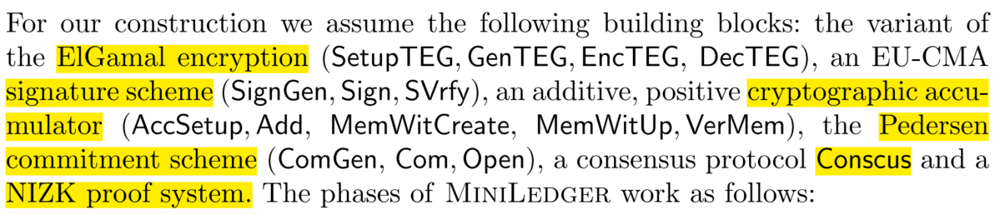 For our construction we assume the following building blocks: the variant of
the ElGamal encryption (SetupTEG, GenTEG, EncTEG, DecTEG), an EU-CMA
signature scheme (SignGen, Sign, SVrfy), an additive, positive cryptographic accu-
mulator (AccSetup, Add, MemWitCreate, MemWitUp, VerMem), the Pedersen
commitment scheme (ComGen, Com, Open), a consensus protocol Conscus and a
NIZK proof system. The phases of MINILEDGER work as follows: